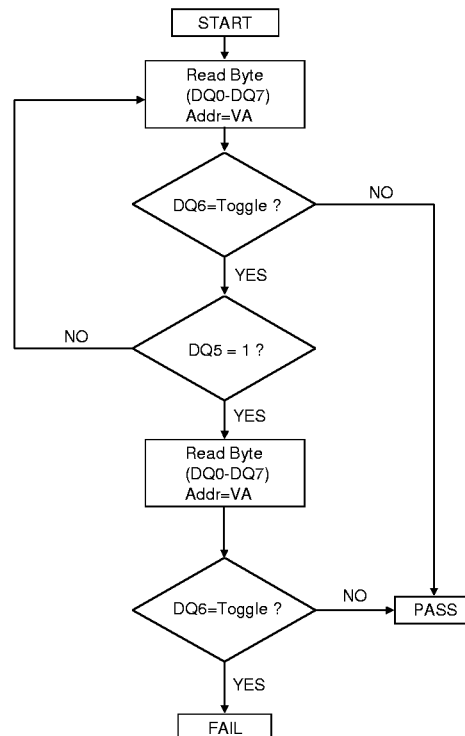 START
Read Byte
(DQ0-DQ7)
Addr=VA
DQ6=Toggle ?
NO
YES
NO
DQ5 = 1 ?
YES
Read Byte
(DQ0-DQ7)
Addr=VA
DQ6=Toggle ?
NO
PASS
YES
FAIL